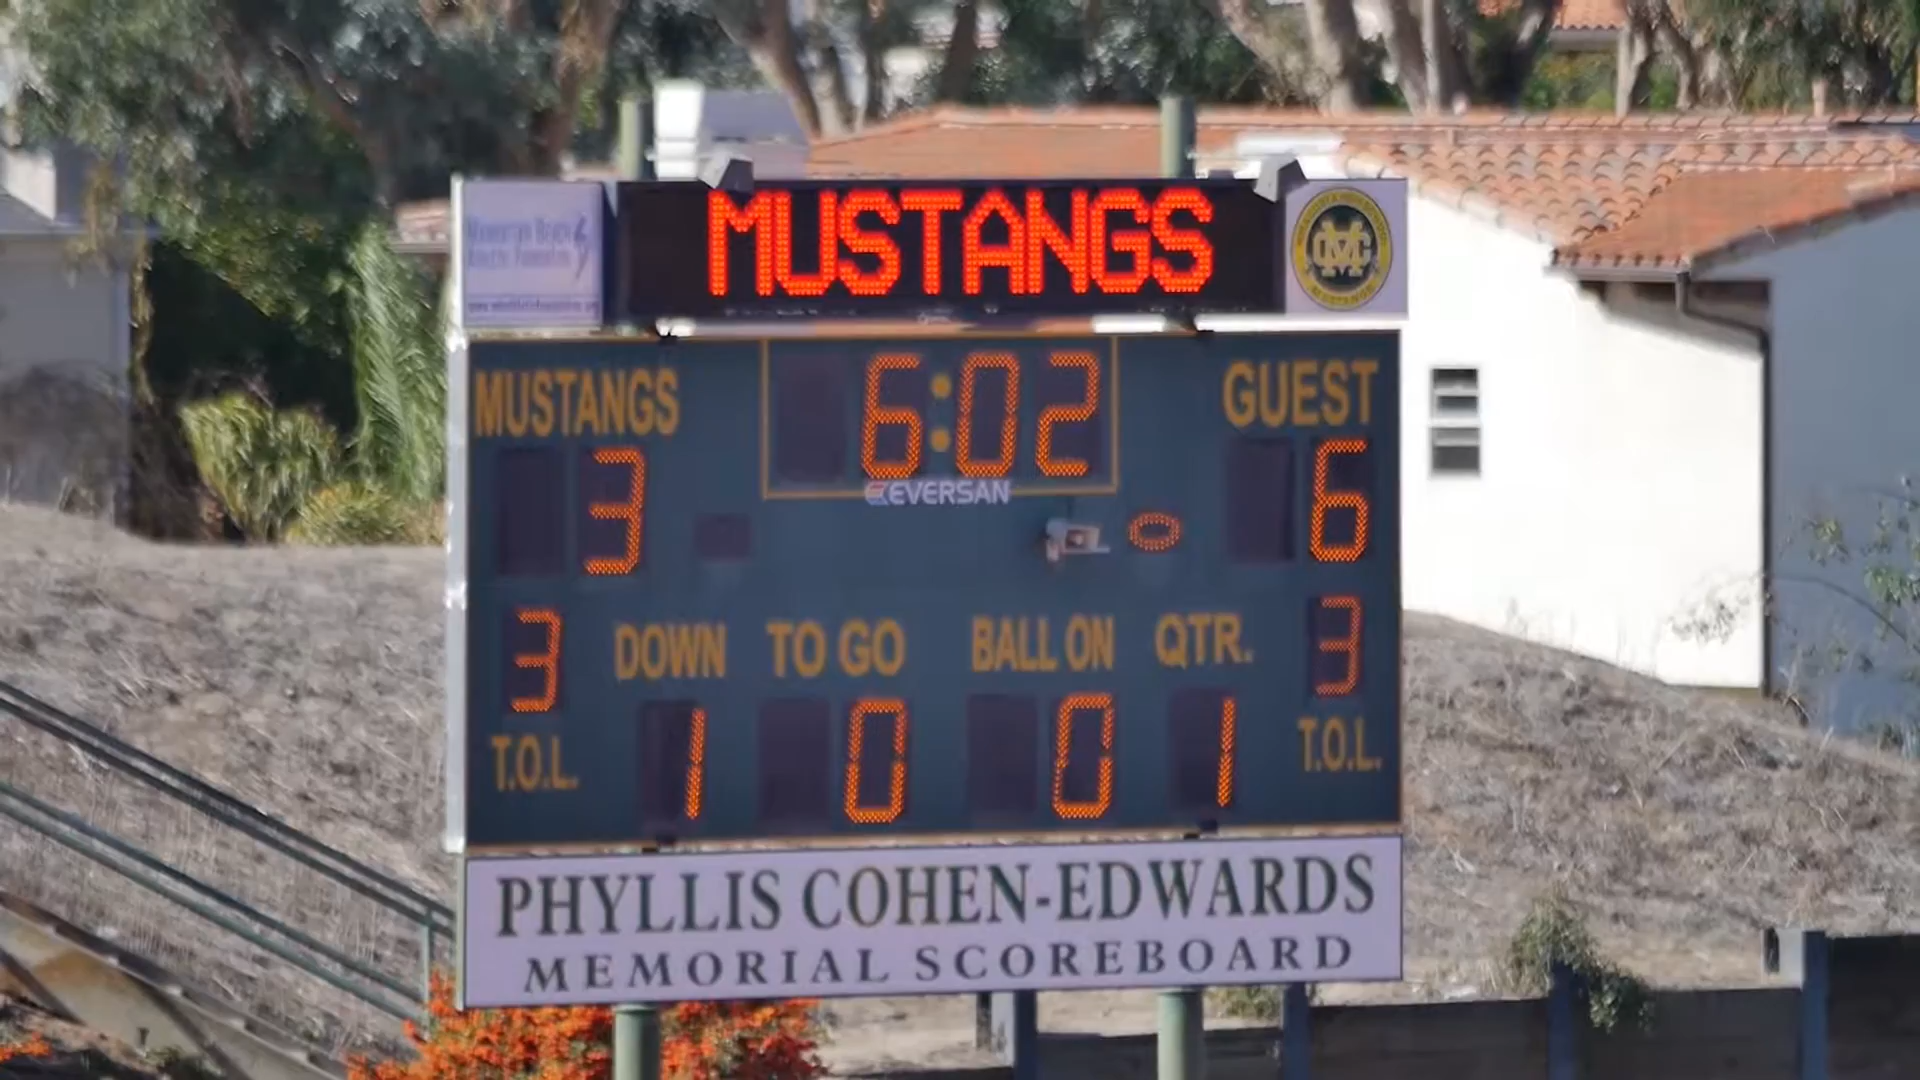 MUSTANGS
MUSTANGS
6:02
GUEST
EVERSAN
3
6
3
DOWN
TO GO
BALL ON
QTR.
3
T.O.L.
1
0
0
1
T.O.L.
PHYLLIS COHEN-EDWARDS
MEMORIAL SCOREBOARD